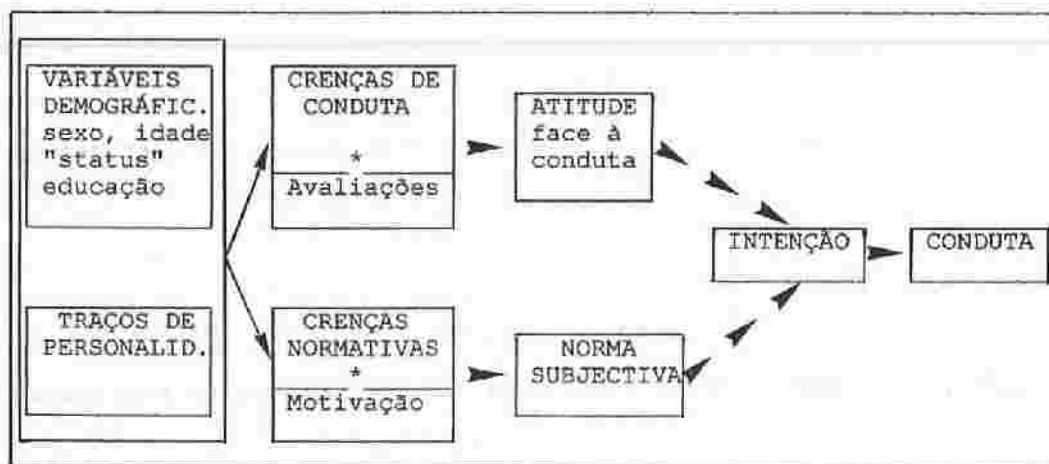 VARIÁVEIS
DEMOGRÁFIC.
sexo, idade
"status"
educação
TRAÇOS DE
PERSONALID.
CRENÇAS DE
CONDUTA
*
Avaliações
CRENÇAS
NORMATIVAS
*
Motivação
ATITUDE
face à
conduta
NORMA
SUBJECTIVA
INTENÇÃO
CONDUTA